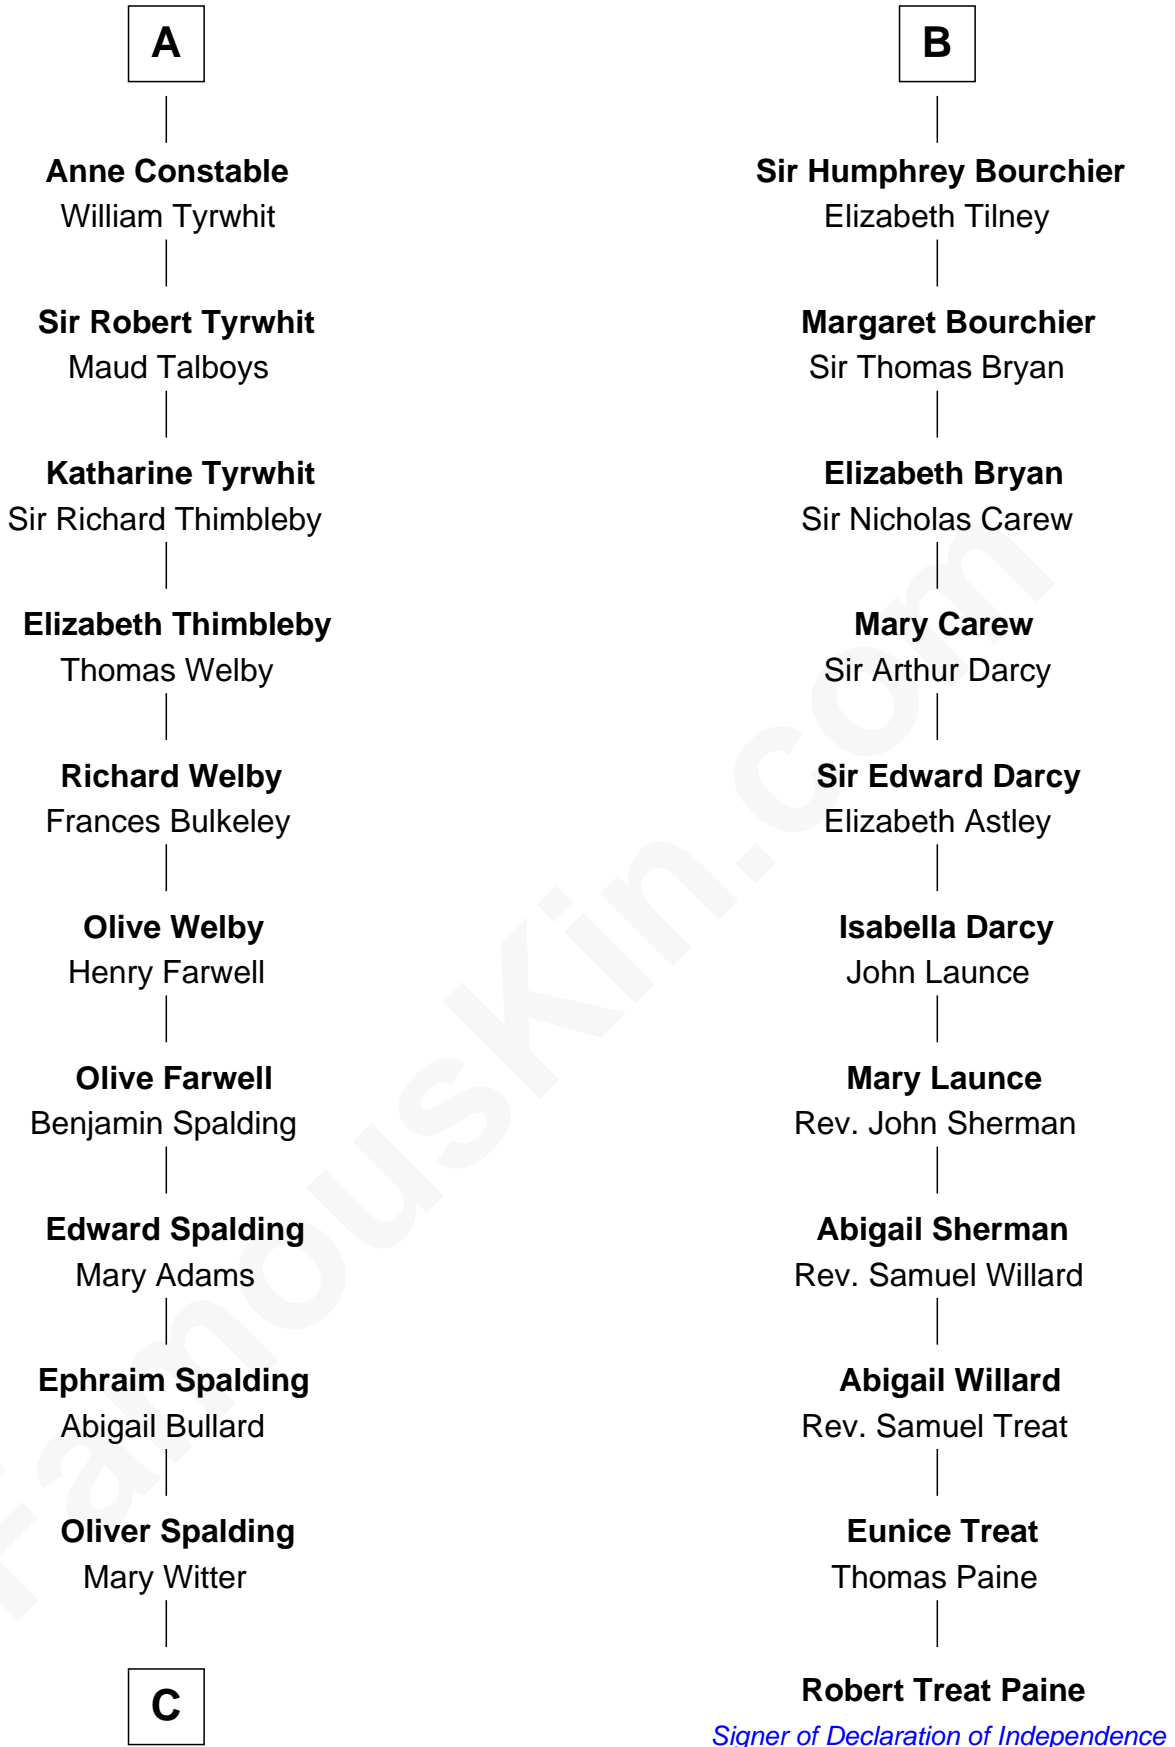 A
Anne Constable
William Tyrwhit
Sir Robert Tyrwhit
Maud Talboys
Katharine Tyrwhit
Sir Richard Thimbleby
Elizabeth Thimbleby
Thomas Welby
Richard Welby
Frances Bulkeley
Olive Welby
Henry Farwell
Olive Farwell
Benjamin Spalding
Edward Spalding
Mary Adams
Ephraim Spalding
Abigail Bullard
Oliver Spalding
Mary Witter
C
B
Sir Humphrey Bourchier
Elizabeth Tilney
Margaret Bourchier
Sir Thomas Bryan
Elizabeth Bryan
Sir Nicholas Carew
Mary Carew
Sir Arthur Darcy
Sir Edward Darcy
Elizabeth Astley
Isabella Darcy
John Launce
Mary Launce
Rev. John Sherman
Abigail Sherman
Rev. Samuel Willard
Abigail Willard
Rev. Samuel Treat
Eunice Treat
Thomas Paine
Robert Treat Paine
Signer of Declaration of Independence
FamousKin.com